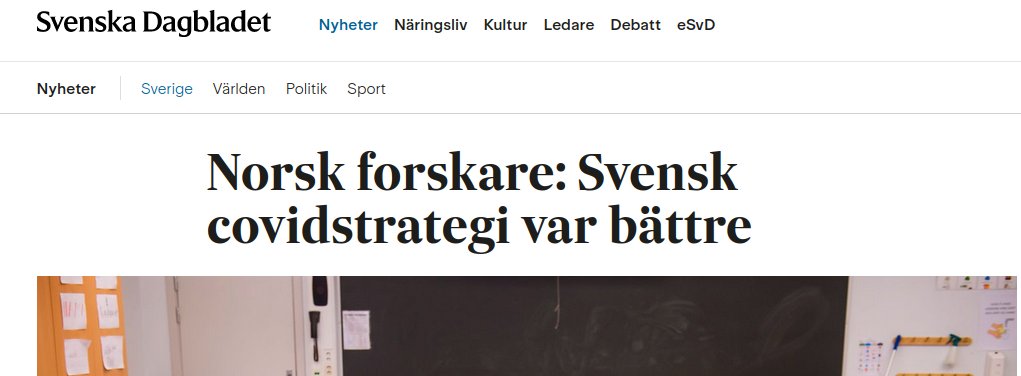 Svenska Dagbladet
Nyheter Näringsliv Kultur Ledare Debatt eSvD
Nyheter Sverige Världen Politik Sport
Norsk forskare: Svensk
covidstrategi var bättre